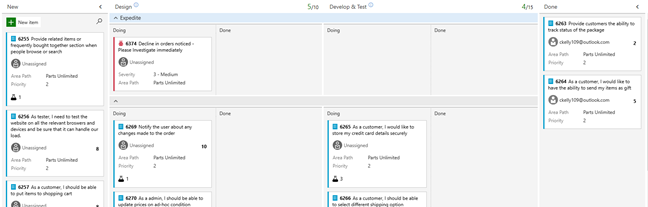 New
Design
5/10
Develop & Test
4/15
Done
New item
Doing
Expedite
Done
Doing
Done
6255 Provide related items or
frequently bought together section when
people browse or search
Unassigned
Area Path Parts Unlimited
Priority 2
1
6256 As tester, I need to test the
website on all the relevant browsers
and devices and be sure that it can handle our
load.
Unassigned
8
Area Path Parts Unlimited
Priority 2
6257 As a customer, I should be able to
put items to shopping cart
Unassigned
6374 Decline in orders noticed -
Please Investigate immediately
Unassigned
Severity 3 - Medium
Area Path Parts Unlimited
Doing
Done
Doing
Done
6269 Notify the user about any
changes made to the order
Unassigned
10
Area Path Parts Unlimited
Priority 2
1
6270 As a admin, I should be able to
update prices on ad-hoc condition
6265 As a customer, I would like to
store my credit card details securely
Unassigned
Area Path Parts Unlimited
Priority 2
3
6266 As a customer, I should be able to
select different shipping option
6263 Provide customers the ability to
track status of the package
ckelly109@outlook.com
2
Area Path Parts Unlimited
Priority 2
6264 As a customer, I would like to
have the ability to send my items as gift
ckelly109@outlook.com
5
Area Path Parts Unlimited
Priority 2